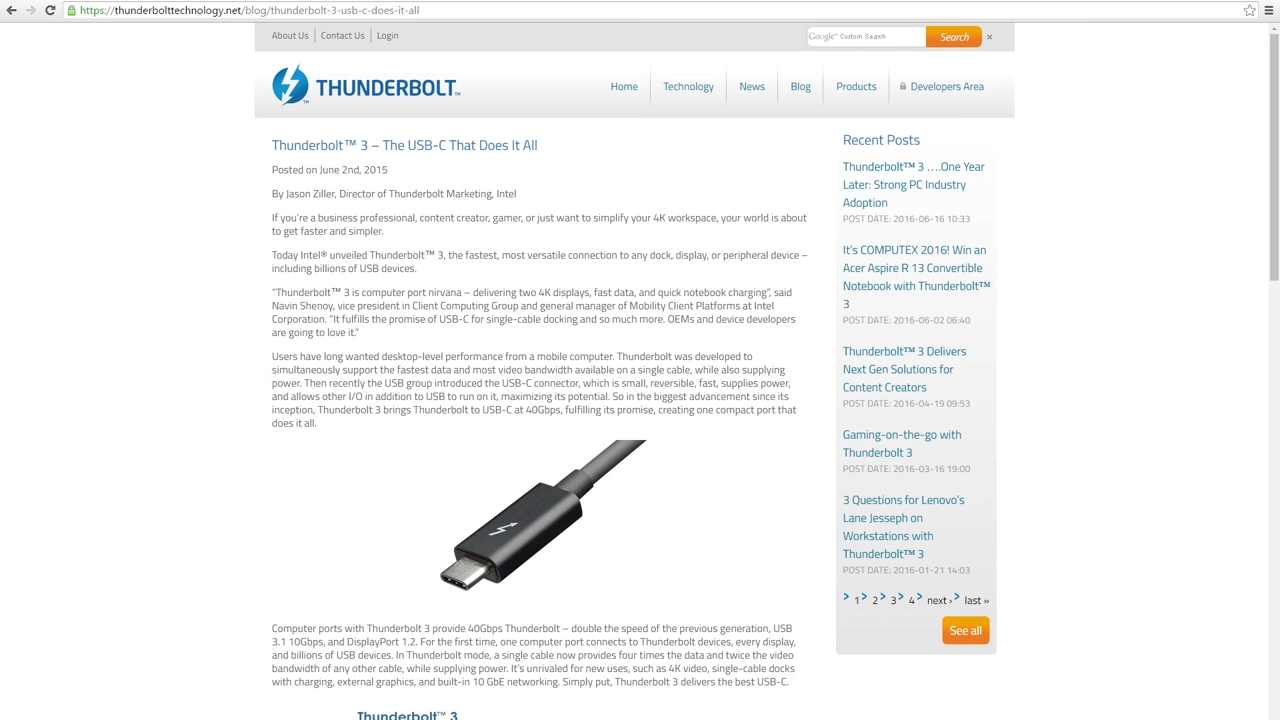 https://thunderbolttechnology.net/blog/thunderbolt-3-usb-c-does-it-all
About Us
Contact Us
Login
Google™ Custom Search
Search
×
THUNDERBOLT™
Home
Technology
News
Blog
Products
Developers Area
Thunderbolt™ 3 – The USB-C That Does It All
Posted on June 2nd, 2015
By Jason Ziller, Director of Thunderbolt Marketing, Intel
If you're a business professional, content creator, gamer, or just want to simplify your 4K workspace, your world is about
to get faster and simpler.
Today Intel® unveiled Thunderbolt™ 3, the fastest, most versatile connection to any dock, display, or peripheral device –
including billions of USB devices.
“Thunderbolt™ 3 is computer port nirvana – delivering two 4K displays, fast data, and quick notebook charging”, said
Navin Shenoy, vice president in Client Computing Group and general manager of Mobility Client Platforms at Intel
Corporation. “It fulfills the promise of USB-C for single-cable docking and so much more. OEMs and device developers
are going to love it.”
Users have long wanted desktop-level performance from a mobile computer. Thunderbolt was developed to
simultaneously support the fastest data and most video bandwidth available on a single cable, while also supplying
power. Then recently the USB group introduced the USB-C connector, which is small, reversible, fast, supplies power,
and allows other I/O in addition to USB to run on it, maximizing its potential. So in the biggest advancement since its
inception, Thunderbolt 3 brings Thunderbolt to USB-C at 40Gbps, fulfilling its promise, creating one compact port that
does it all.
Computer ports with Thunderbolt 3 provide 40Gbps Thunderbolt – double the speed of the previous generation, USB
3.1 10Gbps, and DisplayPort 1.2. For the first time, one computer port connects to Thunderbolt devices, every display,
and billions of USB devices. In Thunderbolt mode, a single cable now provides four times the data and twice the video
bandwidth of any other cable, while supplying power. It's unrivaled for new uses, such as 4K video, single-cable docks
with charging, external graphics, and built-in 10 GbE networking. Simply put, Thunderbolt 3 delivers the best USB-C.
Thunderbolt™ 3
Recent Posts
Thunderbolt™ 3 ….One Year
Later: Strong PC Industry
Adoption
POST DATE: 2016-06-16 10:33
It's COMPUTEX 2016! Win an
Acer Aspire R 13 Convertible
Notebook with Thunderbolt™
3
POST DATE: 2016-06-02 06:40
Thunderbolt™ 3 Delivers
Next Gen Solutions for
Content Creators
POST DATE: 2016-04-19 09:53
Gaming-on-the-go with
Thunderbolt 3
POST DATE: 2016-03-16 19:00
3 Questions for Lenovo's
Lane Jesseph on
Workstations with
Thunderbolt™ 3
POST DATE: 2016-01-21 14:03
1 2 3 4 next › last »
See all